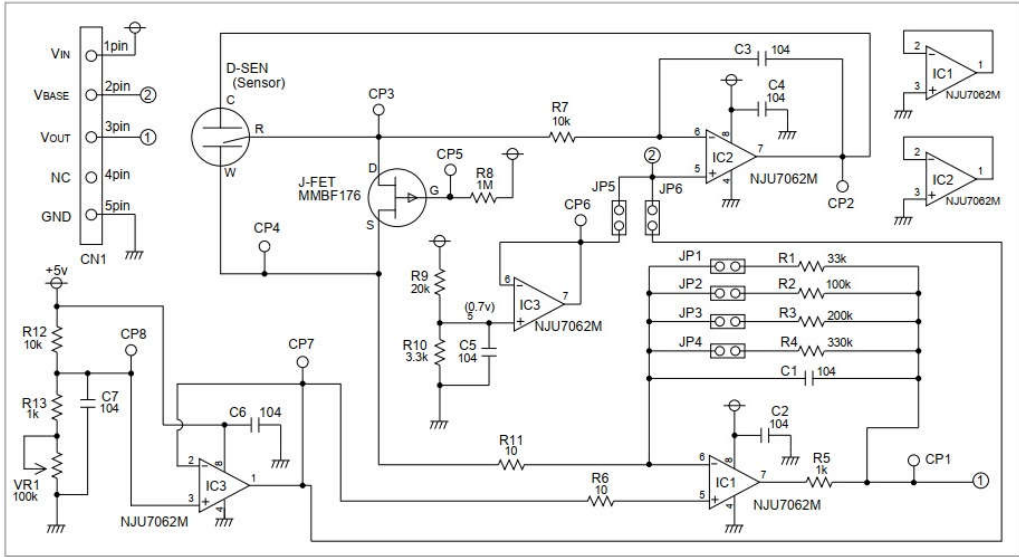 VIN
1pin
VBASE
2pin
②
VOUT
3pin
①
NC
4pin
GND
5pin
CN1
D-SEN
(Sensor)
C
R
W
CP3
R7
10k
C3
104
C4
104
6
5
8
7
4
IC2
NJU7062M
CP2
2
3
1
IC1
NJU7062M
2
3
1
IC2
NJU7062M
D
J-FET
MMBF176
G
S
CP5
R8
1M
CP4
CP6
②
JP5
JP6
R9
20k
(0.7v)
5
6
7
IC3
NJU7062M
R10
3.3k
C5
104
JP1
R1
33k
JP2
R2
100k
JP3
R3
200k
JP4
R4
330k
C1
104
+5v
R12
10k
CP8
R13
1k
C7
104
VR1
100k
C6
104
CP7
2
3
8
1
4
IC3
NJU7062M
R11
10
R6
10
C2
104
6
5
8
7
4
IC1
NJU7062M
R5
1k
CP1
①